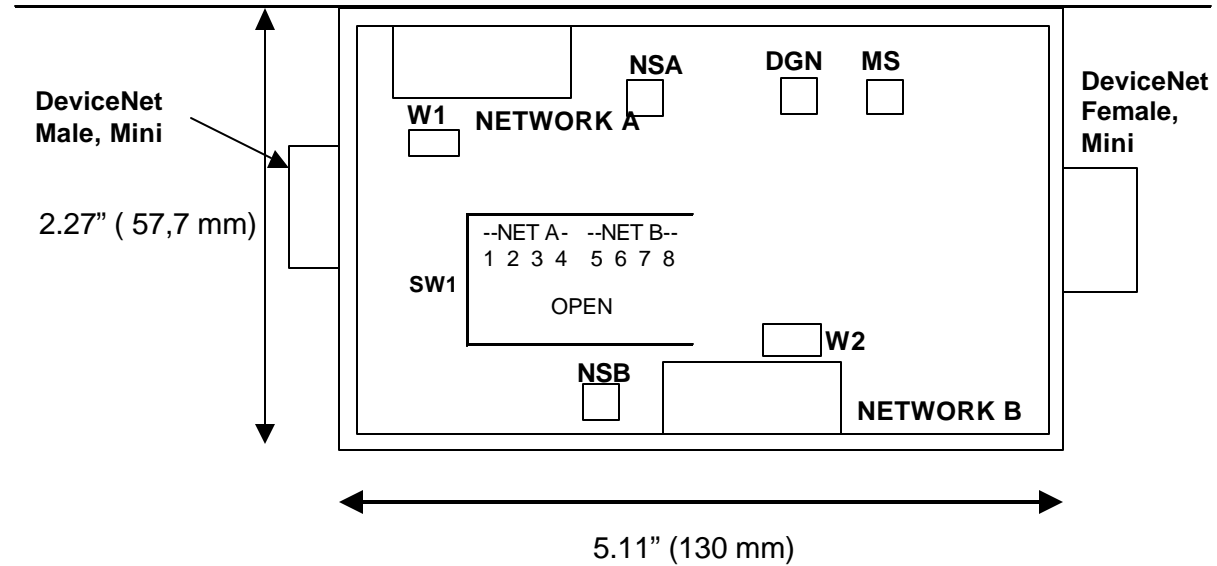 NSA
DGN MS
DeviceNet
Male, Mini
DeviceNet
Female,
Mini
W1
NETWORK A
2.27” ( 57,7 mm)
--NET A- --NET B--
1 2 3 4 5 6 7 8
SW1
OPEN
W2
NSB
NETWORK B
5.11” (130 mm)